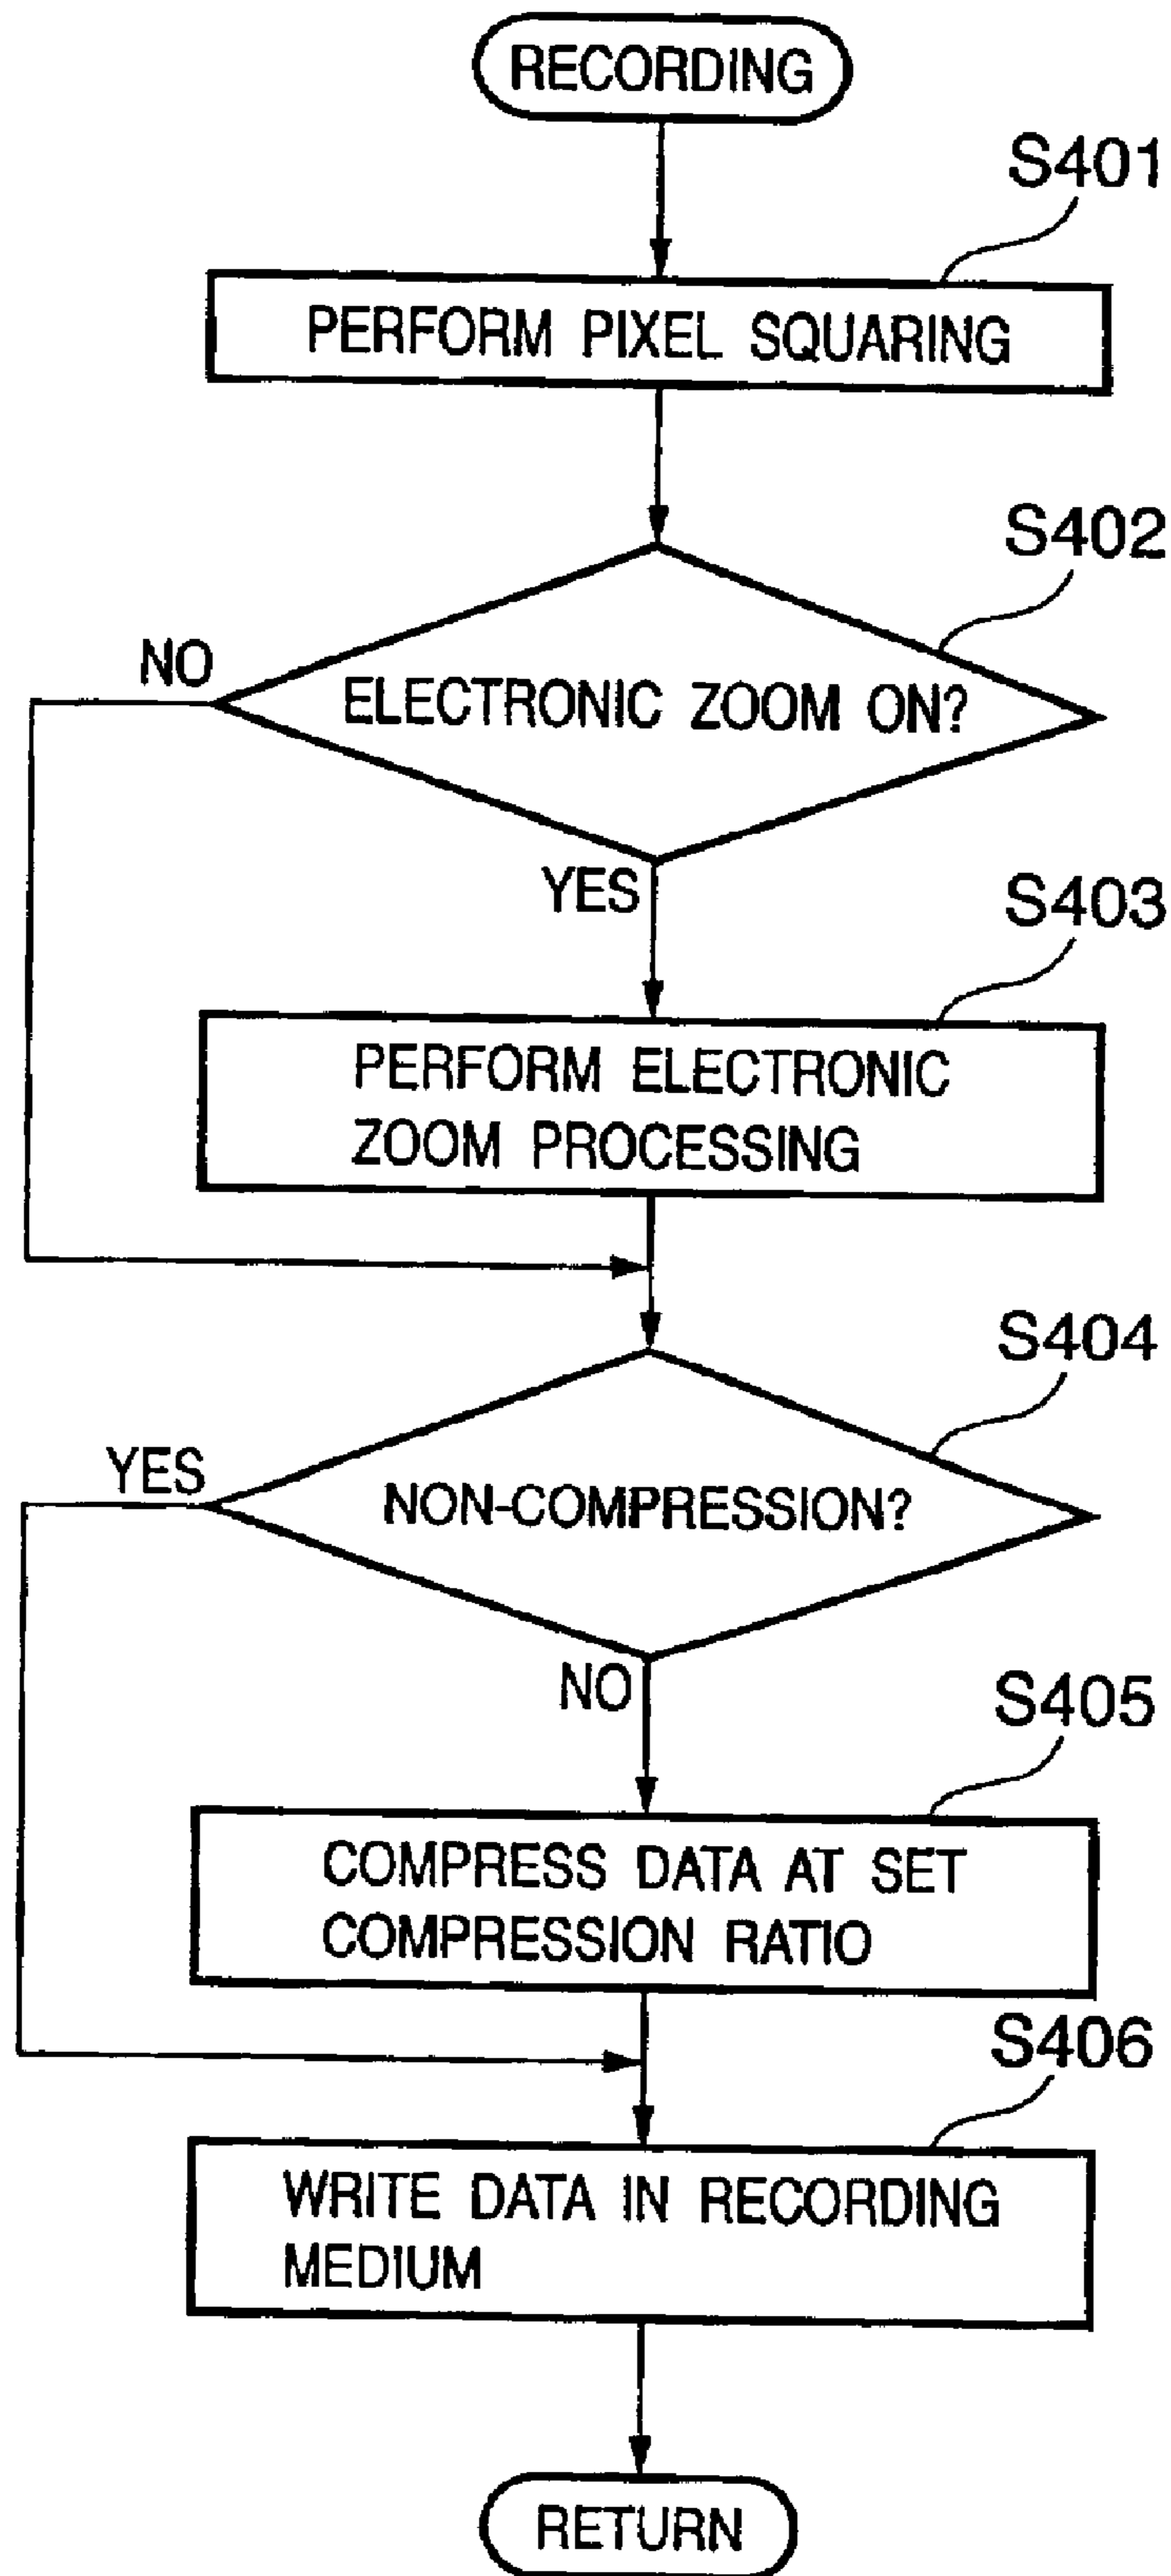 RECORDING
S401
PERFORM PIXEL SQUARING
S402
NO
ELECTRONIC ZOOM ON?
YES
S403
PERFORM ELECTRONIC
ZOOM PROCESSING
S404
YES
NON-COMPRESSION?
NO
S405
COMPRESS DATA AT SET
COMPRESSION RATIO
S406
WRITE DATA IN RECORDING
MEDIUM
RETURN